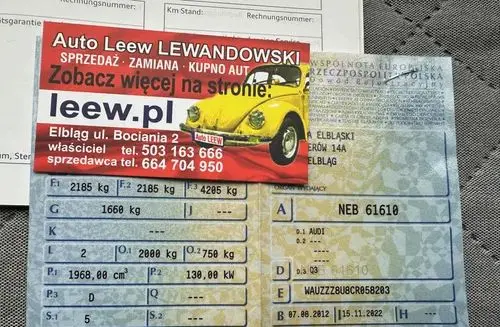 Rechnungsnummer:
Km Stand:
Rechnungsnummer:
Auto Leew LEWANDOWSKI
SPRZEDAŻ · ZAMIANA · KUPNO AUT
Zobacz więcej na stronie:
leew.pl
Elbląg ul. Bociania 2
właściciel tel. 503 163 666
sprzedawca tel. 664 704 950
Auto LEEW
WSPÓLNOTA EUROPEJSKA
RZECZPOSPOLITA POLSKA
A ELBLĄSKI
ERÓW 14A
ELBLĄG
ORGAN WYDAJĄCY
F.1 2185 kg F.2 2185 kg F.3 4205 kg
G 1660 kg J ---
K ---
L 2 O.1 2000 kg O.2 750 kg
P.1 1968,00 cm³ P.2 130,00 kW
P.3 D Q ---
S.1 5 S.2 ---
A NEB 61610
D.1 AUDI
D.2 ---
D D.3 Q3
E WAUZZZ8U8CR058203
B 07.08.2012 I 15.11.2022 H ---